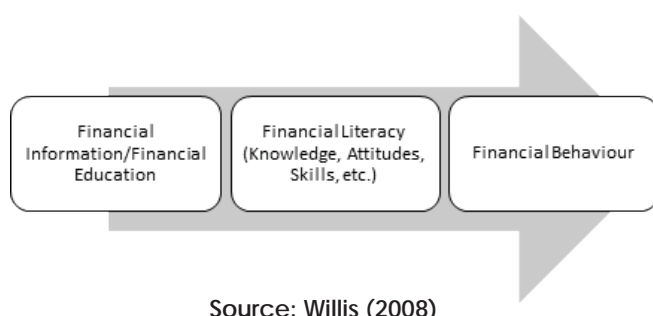 Financial
Information/Financial
Education
Financial Literacy
(Knowledge, Attitudes,
Skills, etc.)
Financial Behaviour
Source: Willis (2008)